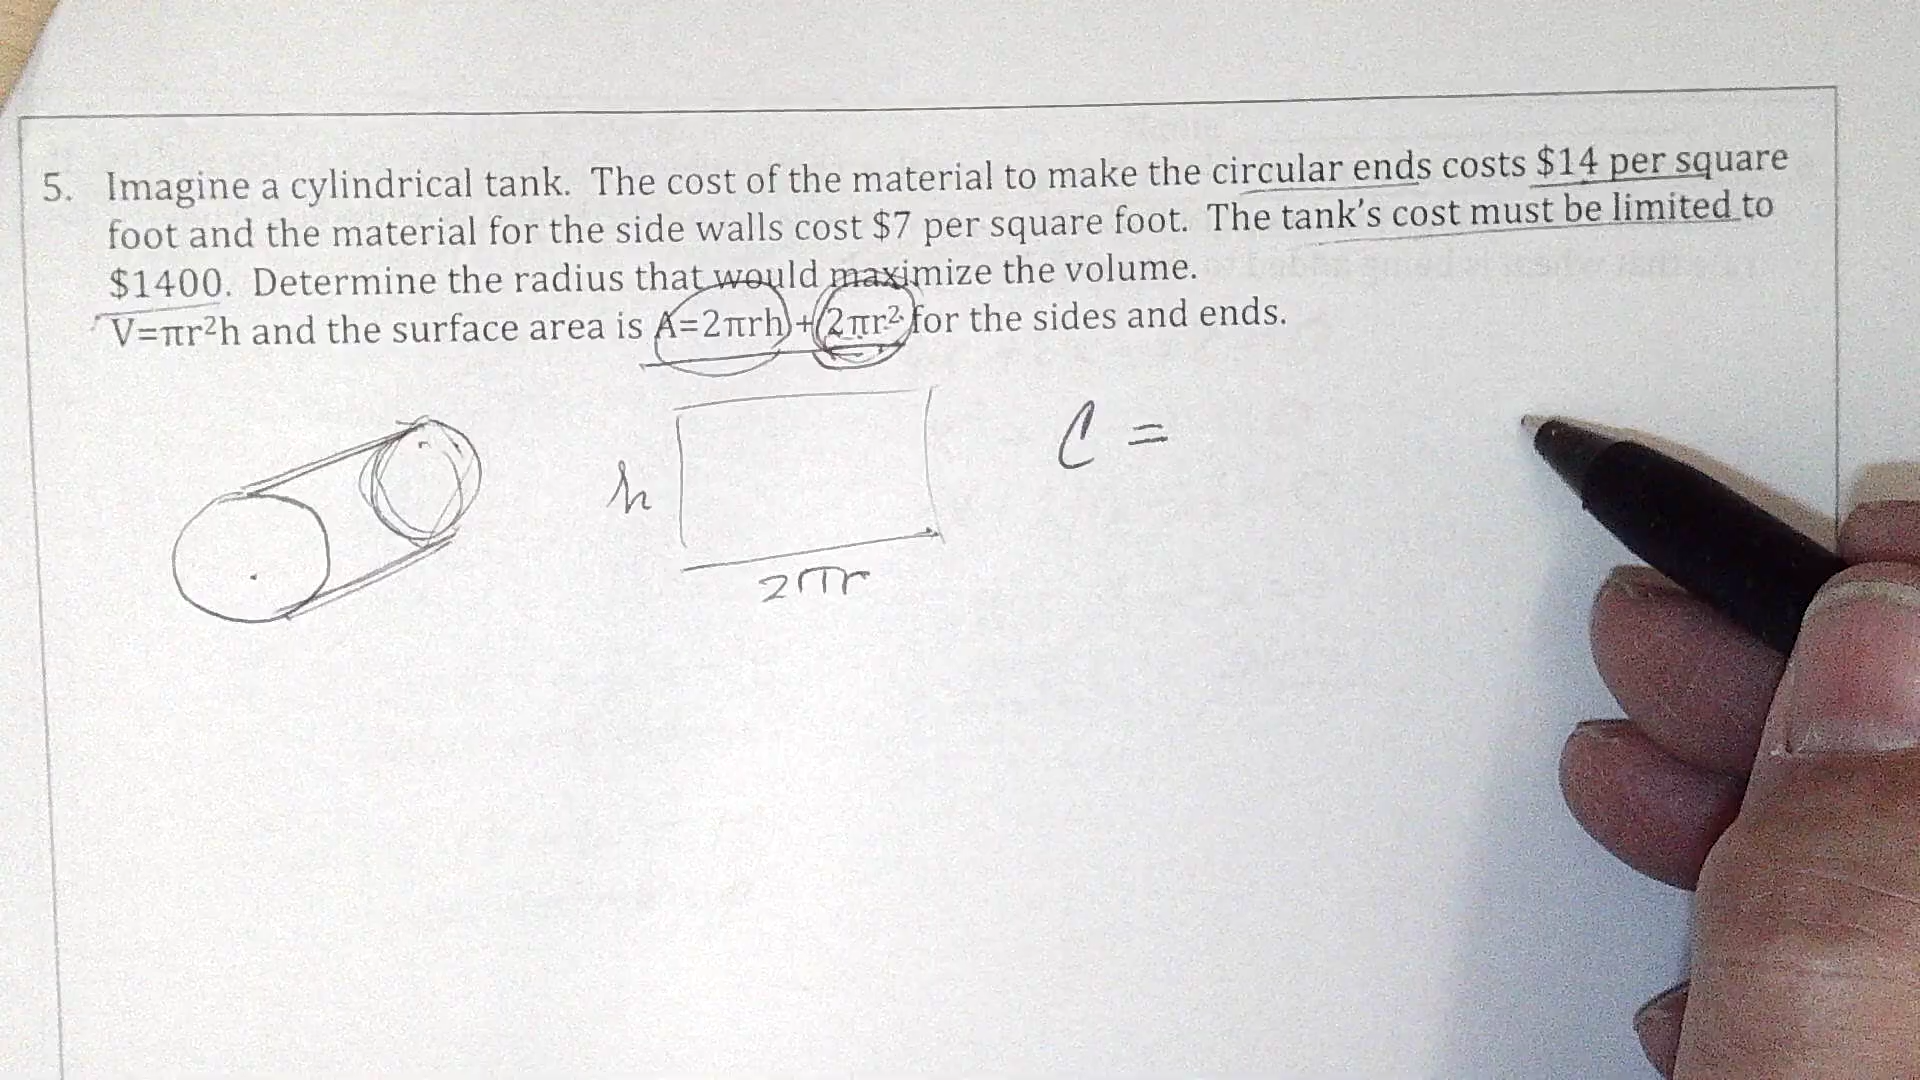 5. Imagine a cylindrical tank. The cost of the material to make the circular ends costs $14 per square
foot and the material for the side walls cost $7 per square foot. The tank's cost must be limited to
$1400. Determine the radius that would maximize the volume.
V=πr²h and the surface area is A=2πrh+2πr² for the sides and ends.
C =
h
2πr